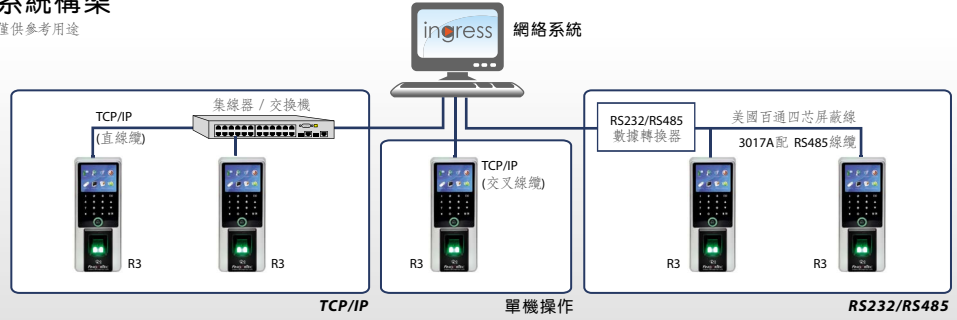 系統構架
僅供參考用途
ingress
網絡系統
集線器 / 交換機
TCP/IP
(直線纜)
R3
R3
TCP/IP
TCP/IP
(交叉線纜)
R3
單機操作
RS232/RS485
數據轉換器
美國百通四芯屏蔽線
3017A配 RS485線纜
R3
R3
RS232/RS485